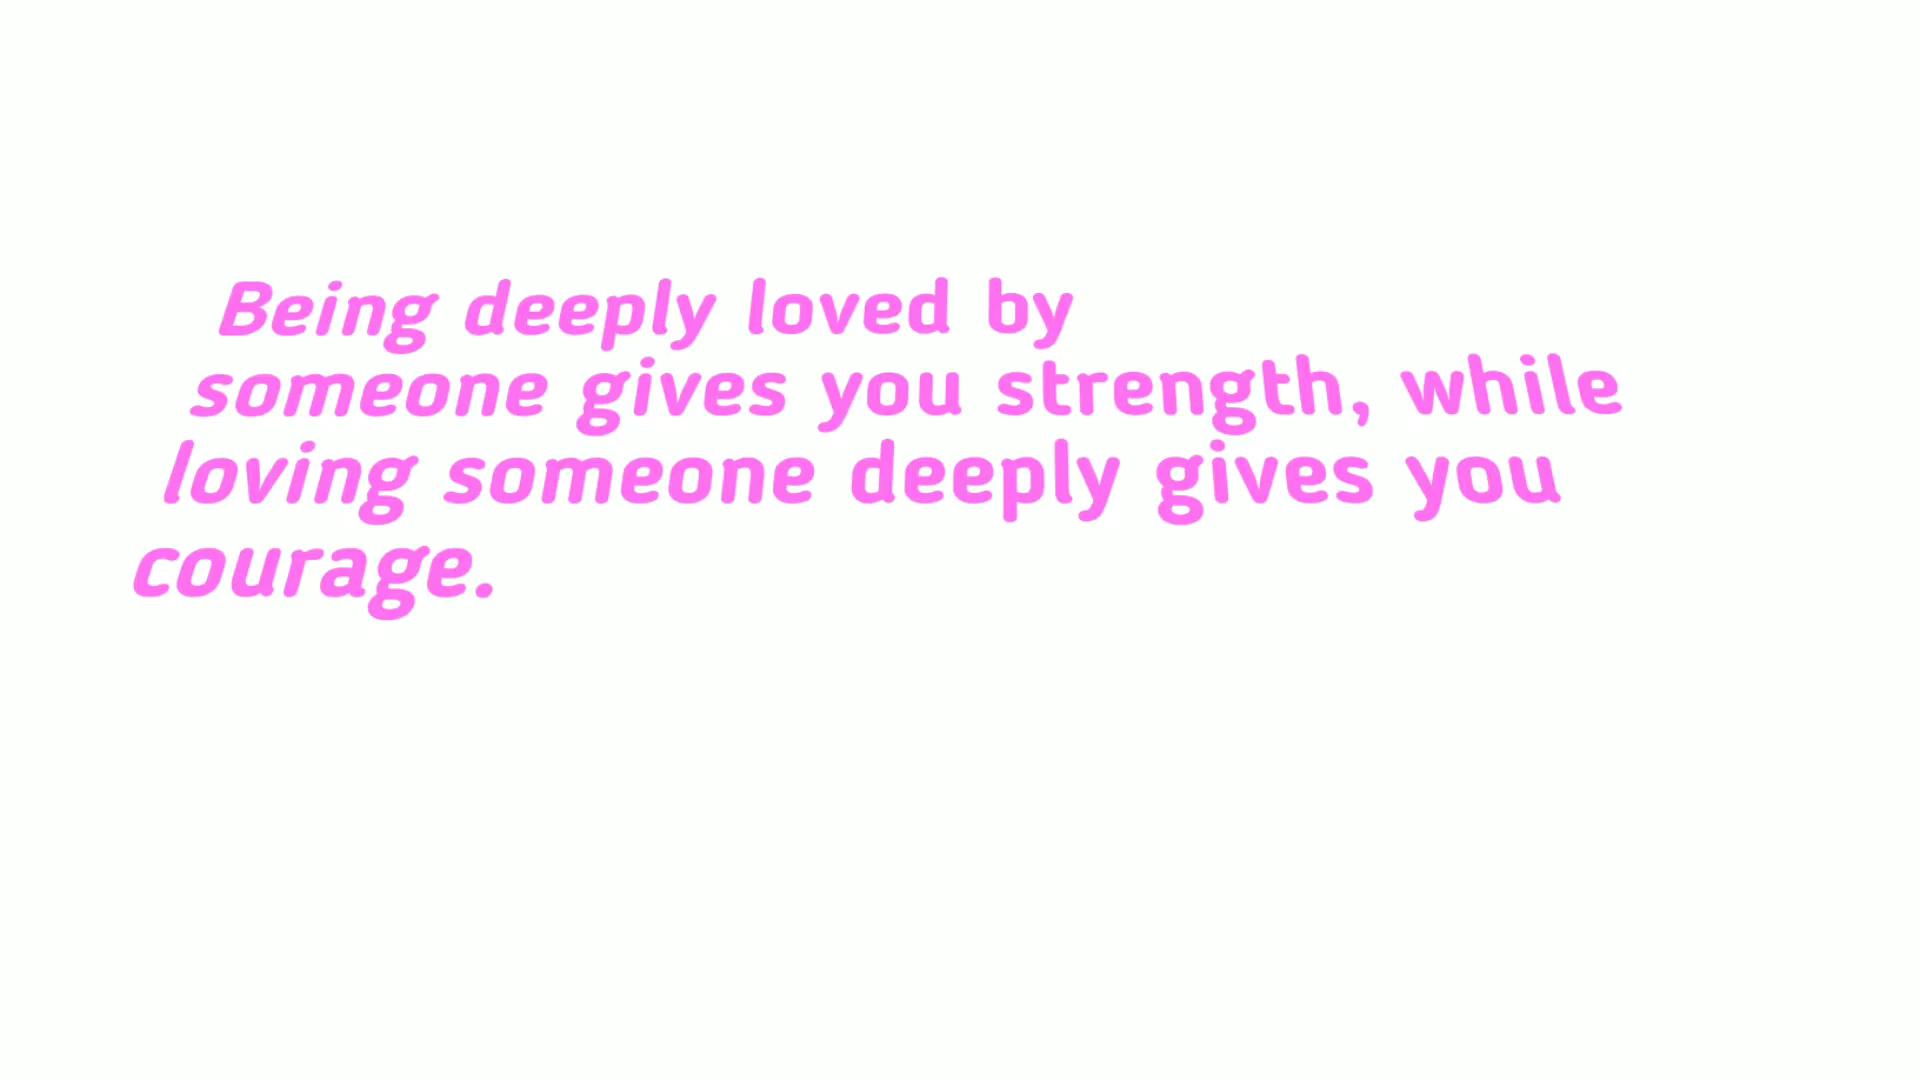 Being deeply loved by
someone gives you strength, while
loving someone deeply gives you
courage.